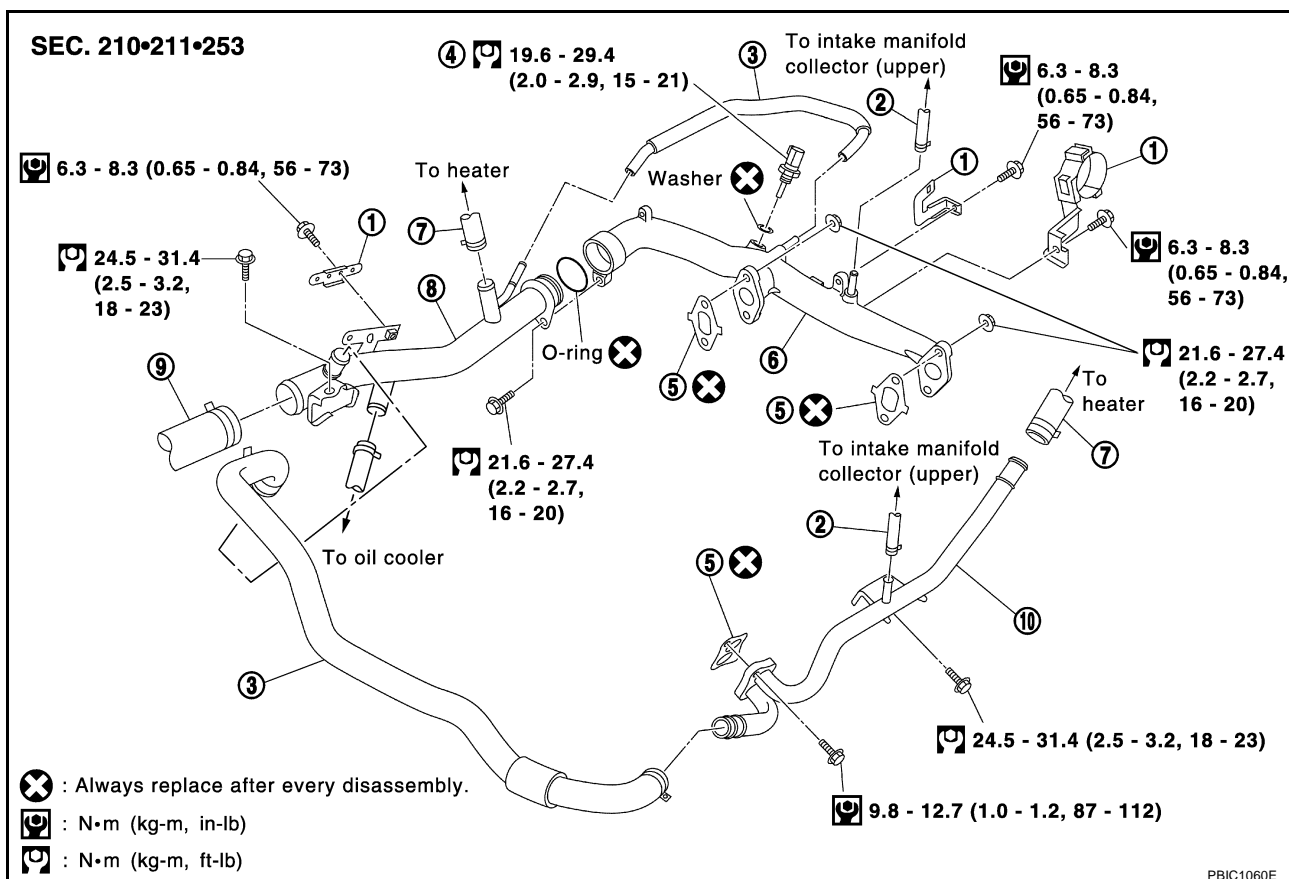 SEC. 210•211•253
④ 19.6 - 29.4
(2.0 - 2.9, 15 - 21)
③
To intake manifold
collector (upper)
②
6.3 - 8.3
(0.65 - 0.84,
56 - 73)
①
①
6.3 - 8.3 (0.65 - 0.84, 56 - 73)
To heater
Washer
⑦
①
24.5 - 31.4
(2.5 - 3.2,
18 - 23)
⑧
6.3 - 8.3
(0.65 - 0.84,
56 - 73)
O-ring
⑥
⑨
⑤
⑤
21.6 - 27.4
(2.2 - 2.7,
16 - 20)
To
heater
⑦
21.6 - 27.4
(2.2 - 2.7,
16 - 20)
To intake manifold
collector (upper)
②
To oil cooler
⑤
⑩
③
24.5 - 31.4 (2.5 - 3.2, 18 - 23)
9.8 - 12.7 (1.0 - 1.2, 87 - 112)
: Always replace after every disassembly.
: N•m (kg-m, in-lb)
: N•m (kg-m, ft-lb)
PBIC1060E